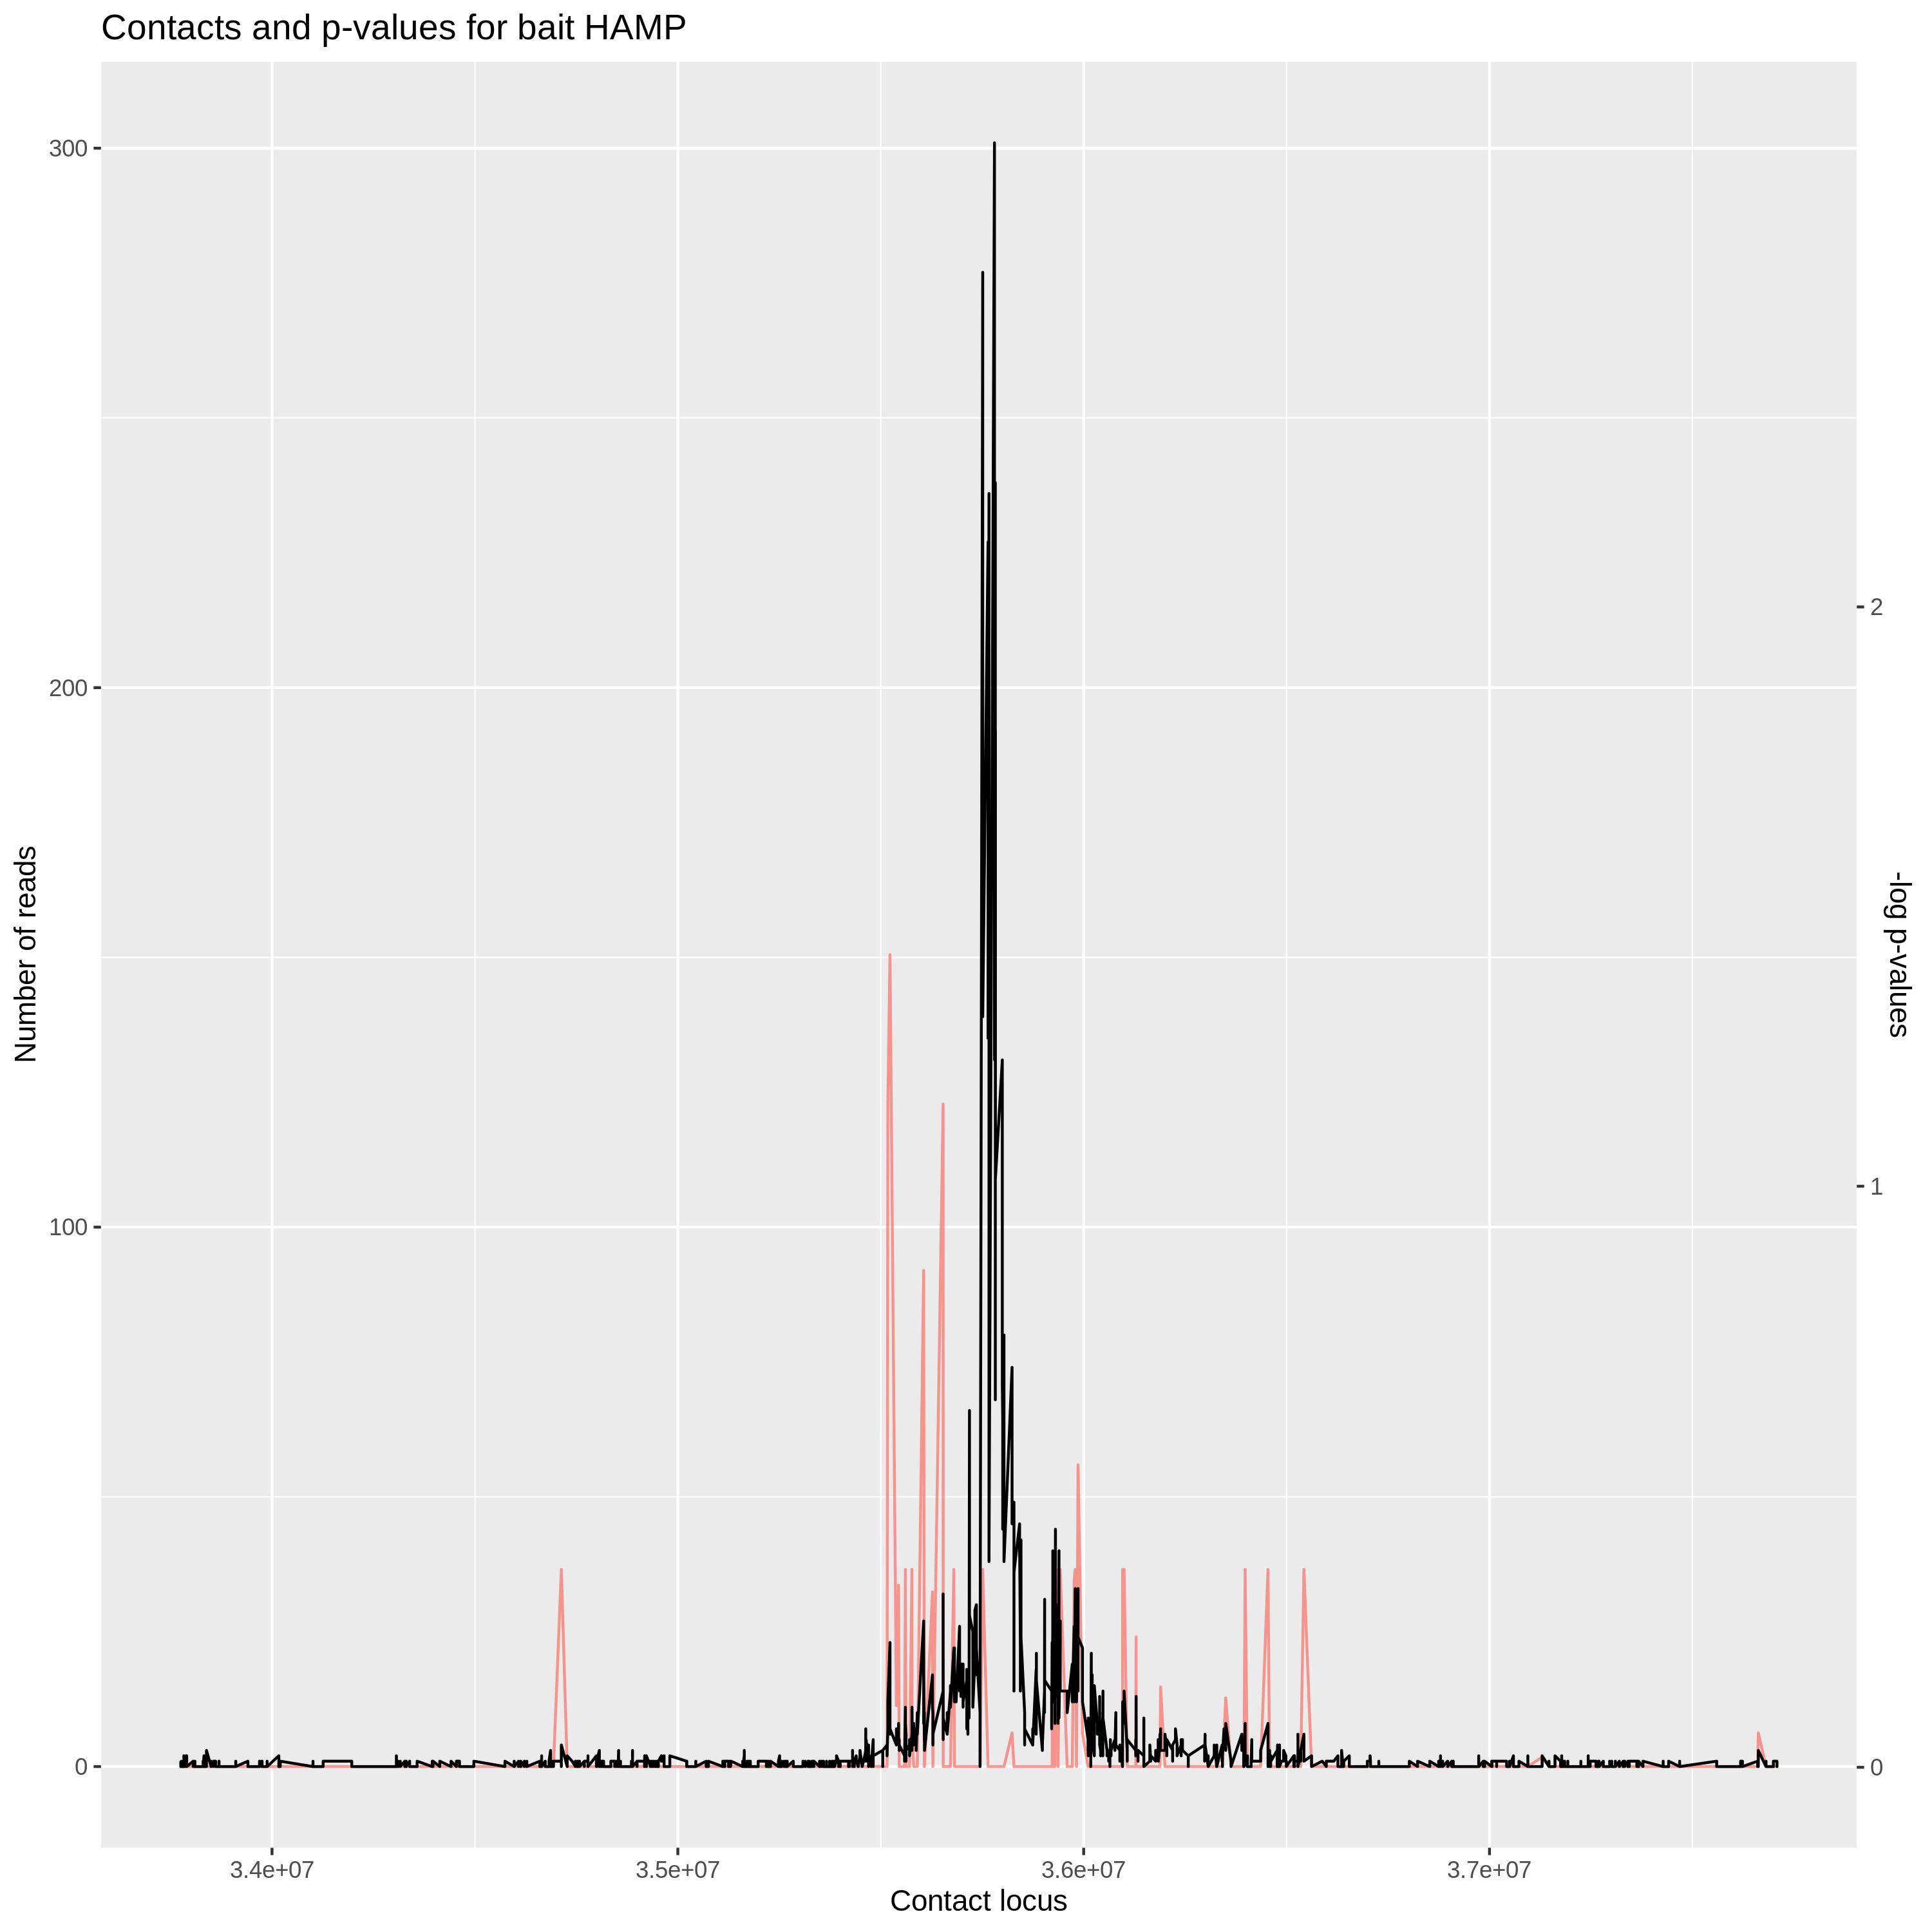 Contacts and p-values for bait HAMP
300
200
100
0
Number of reads
2
1
0
-log p-values
3.4e+07
3.5e+07
3.6e+07
3.7e+07
Contact locus